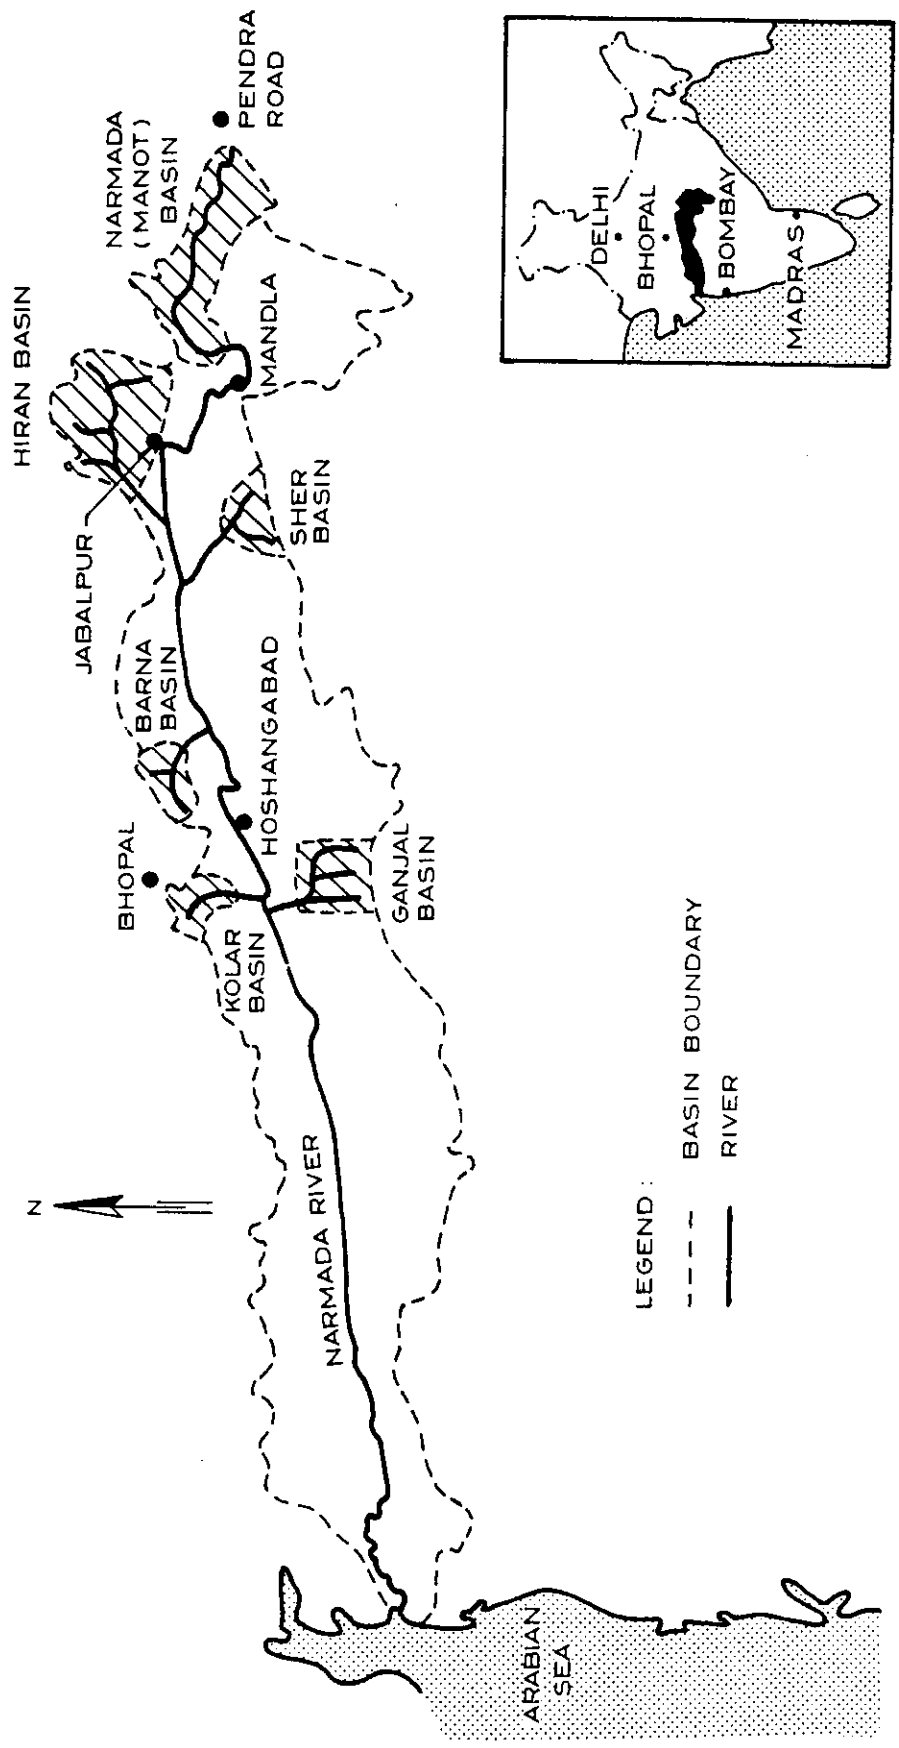 HIRAN BASIN
NARMADA
(MANOT)
BASIN
PENDRA
ROAD
JABALPUR
MANDLA
BARNA
BASIN
SHER
BASIN
BHOPAL
HOSHANGABAD
KOLAR
BASIN
GANJAL
BASIN
N
NARMADA RIVER
ARABIAN
SEA
LEGEND :
BASIN BOUNDARY
RIVER
DELHI
BHOPAL
BOMBAY
MADRAS